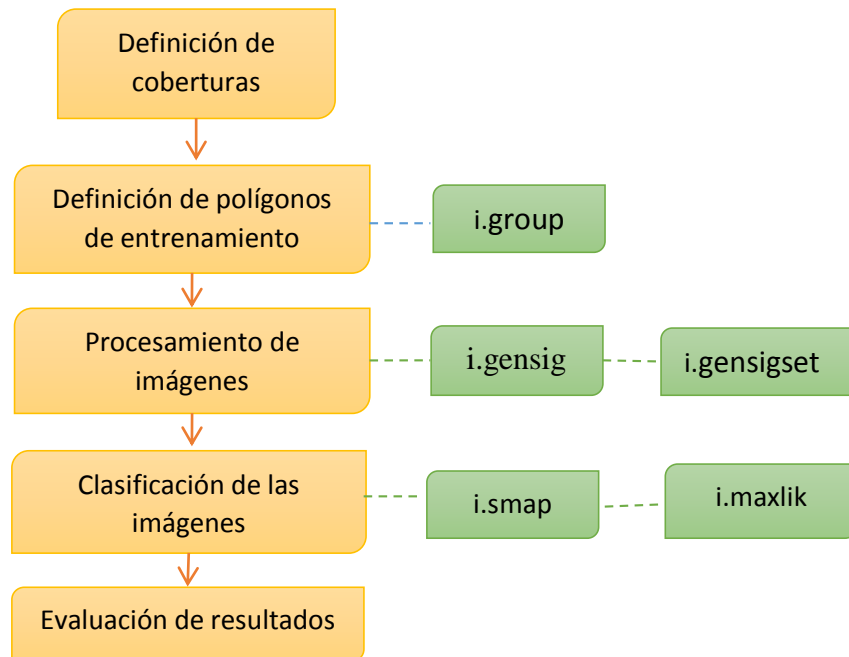 Definición de
coberturas
Definición de polígonos
de entrenamiento
i.group
Procesamiento de
imágenes
i.gensig
i.gensigset
Clasificación de las
imágenes
i.smap
i.maxlik
Evaluación de resultados